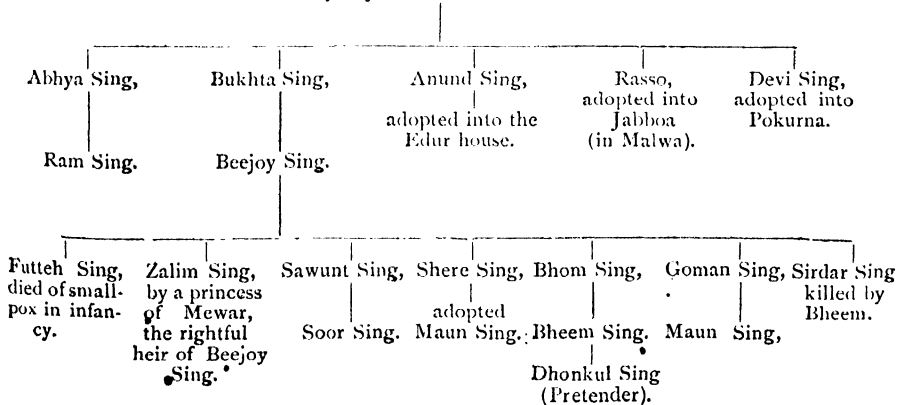 Abhya Sing, Bukhta Sing, Anund Sing, Rasso, Devi Sing,
adopted into the adopted into adopted into
Edur house. Jabboa Pokurna.
(in Malwa).
Ram Sing. Beejoy Sing.
Futteh Sing, Zalim Sing, Sawunt Sing, Shere Sing, Bhom Sing, Goman Sing, Sirdar Sing
died of small- by a princess killed by
pox in infan- of Mewar, adopted Bheem.
cy. the rightful Soor Sing. Maun Sing. Bheem Sing. Maun Sing,
heir of Beejoy
Sing. Dhonkul Sing
(Pretender).